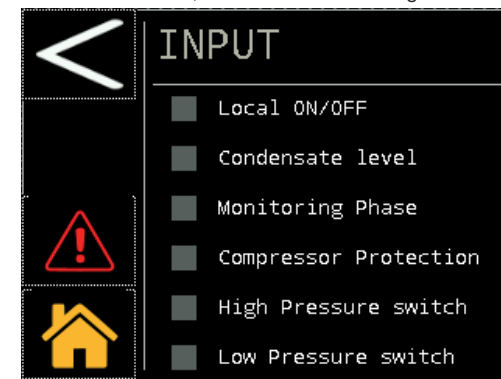 INPUT
Local ON/OFF
Condensate level
Monitoring Phase
Compressor Protection
High Pressure switch
Low Pressure switch